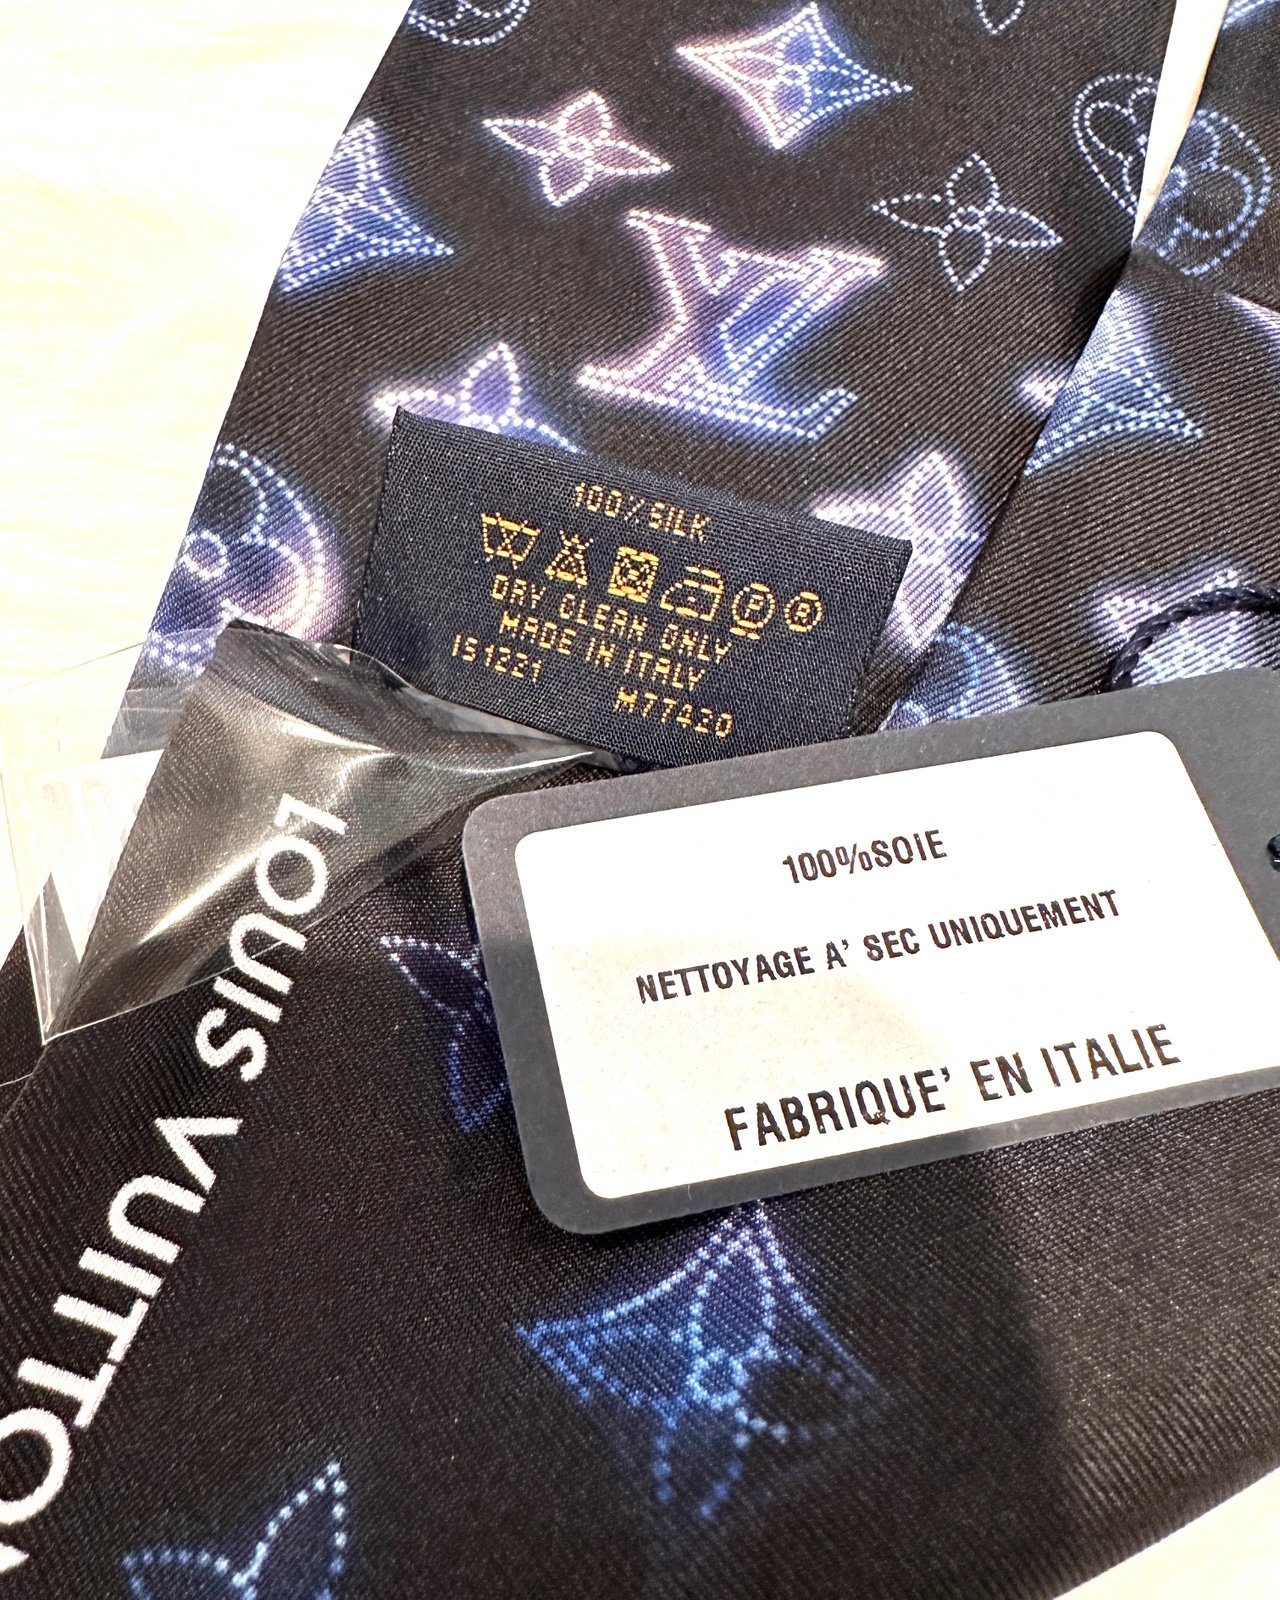 100% SILK
DRY CLEAN ONLY
MADE IN ITALY
IS1221 M77420
100%SOIE
NETTOYAGE A' SEC UNIQUEMENT
FABRIQUE' EN ITALIE
LOUIS VUITTON
LV